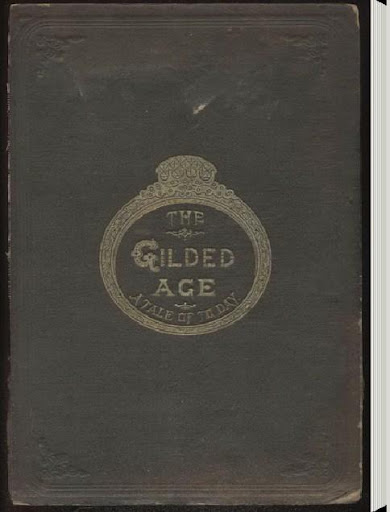 THE
GILDED
AGE
A TALE OF TO DAY